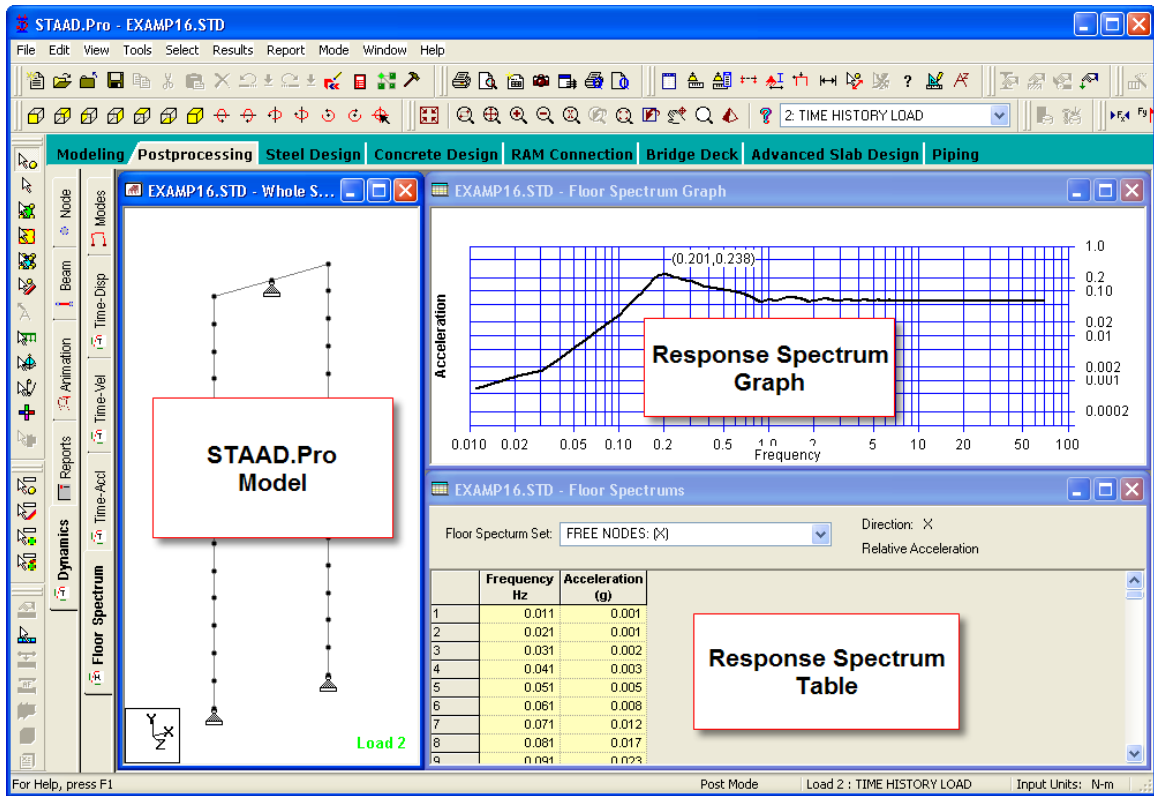 STAAD.Pro - EXAMP16.STD
File Edit View Tools Select Results Report Mode Window Help
2: TIME HISTORY LOAD
Modeling Postprocessing Steel Design Concrete Design RAM Connection Bridge Deck Advanced Slab Design Piping
Node
Beam
Animation
Reports
Dynamics
Modes
Time-Disp
Time-Vel
Time-Accl
Floor Spectrum
EXAMP16.STD - Whole S...
STAAD.Pro
Model
Y
X
Z
Load 2
EXAMP16.STD - Floor Spectrum Graph
Acceleration
(0.201,0.238)
1.0
0.2
0.10
0.02
0.01
0.002
0.001
0.0002
Response Spectrum
Graph
0.010 0.02 0.05 0.10 0.2 0.5 1.0 2 5 10 20 50 100
Frequency
EXAMP16.STD - Floor Spectrums
Floor Specturm Set: FREE NODES: (X)
Direction: X
Relative Acceleration
Frequency Acceleration
Hz (g)
1 0.011 0.001
2 0.021 0.001
3 0.031 0.002
4 0.041 0.003
5 0.051 0.005
6 0.061 0.008
7 0.071 0.012
8 0.081 0.017
9 0.091 0.023
Response Spectrum
Table
For Help, press F1
Post Mode Load 2 : TIME HISTORY LOAD Input Units: N-m